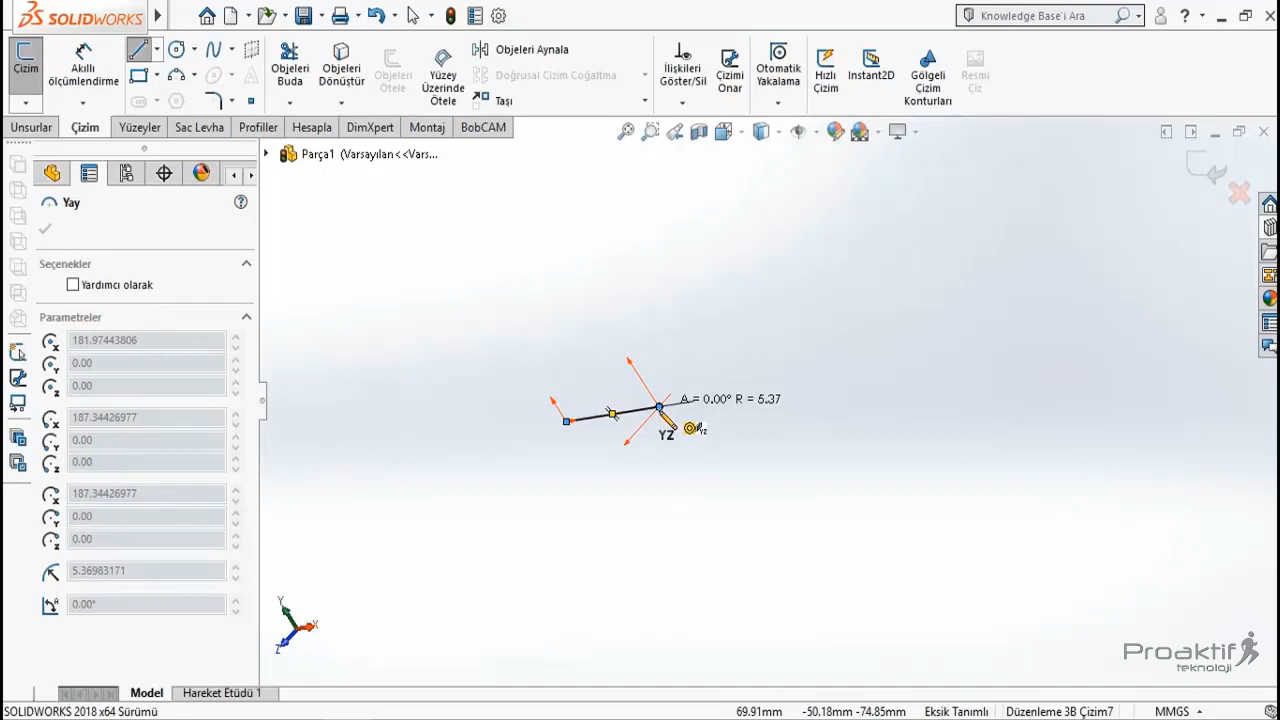 SOLIDWORKS
Knowledge Base'i Ara
Çizim
Akıllı
ölçümlendirme
Objeleri
Buda
Objeleri
Dönüştür
Objeleri
Ötele
Yüzey
Üzerinde
Ötele
Objeleri Aynala
Doğrusal Çizim Coğaltma
Taşı
İlişkileri
Göster/Sil
Çizimi
Onar
Otomatik
Yakalama
Hızlı
Çizim
Instant2D
Gölgeli
Çizim
Konturları
Resmi
Çiz
Unsurlar
Çizim
Yüzeyler
Sac Levha
Profiller
Hesapla
DimXpert
Montaj
BobCAM
Parça1 (Varsayılan<<Vars...
Yay
Seçenekler
Yardımcı olarak
Parametreler
181.97443806
0.00
0.00
187.34426977
0.00
0.00
187.34426977
0.00
0.00
5.36983171
0.00°
A = 0.00° R = 5.37
YZ
YZ
Y
X
Z
Proaktif
teknoloji
Model
Hareket Etüdü 1
SOLIDWORKS 2018 x64 Sürümü
69.91mm
-50.18mm -74.85mm
Eksik Tanımlı
Düzenleme 3B Çizim7
MMGS